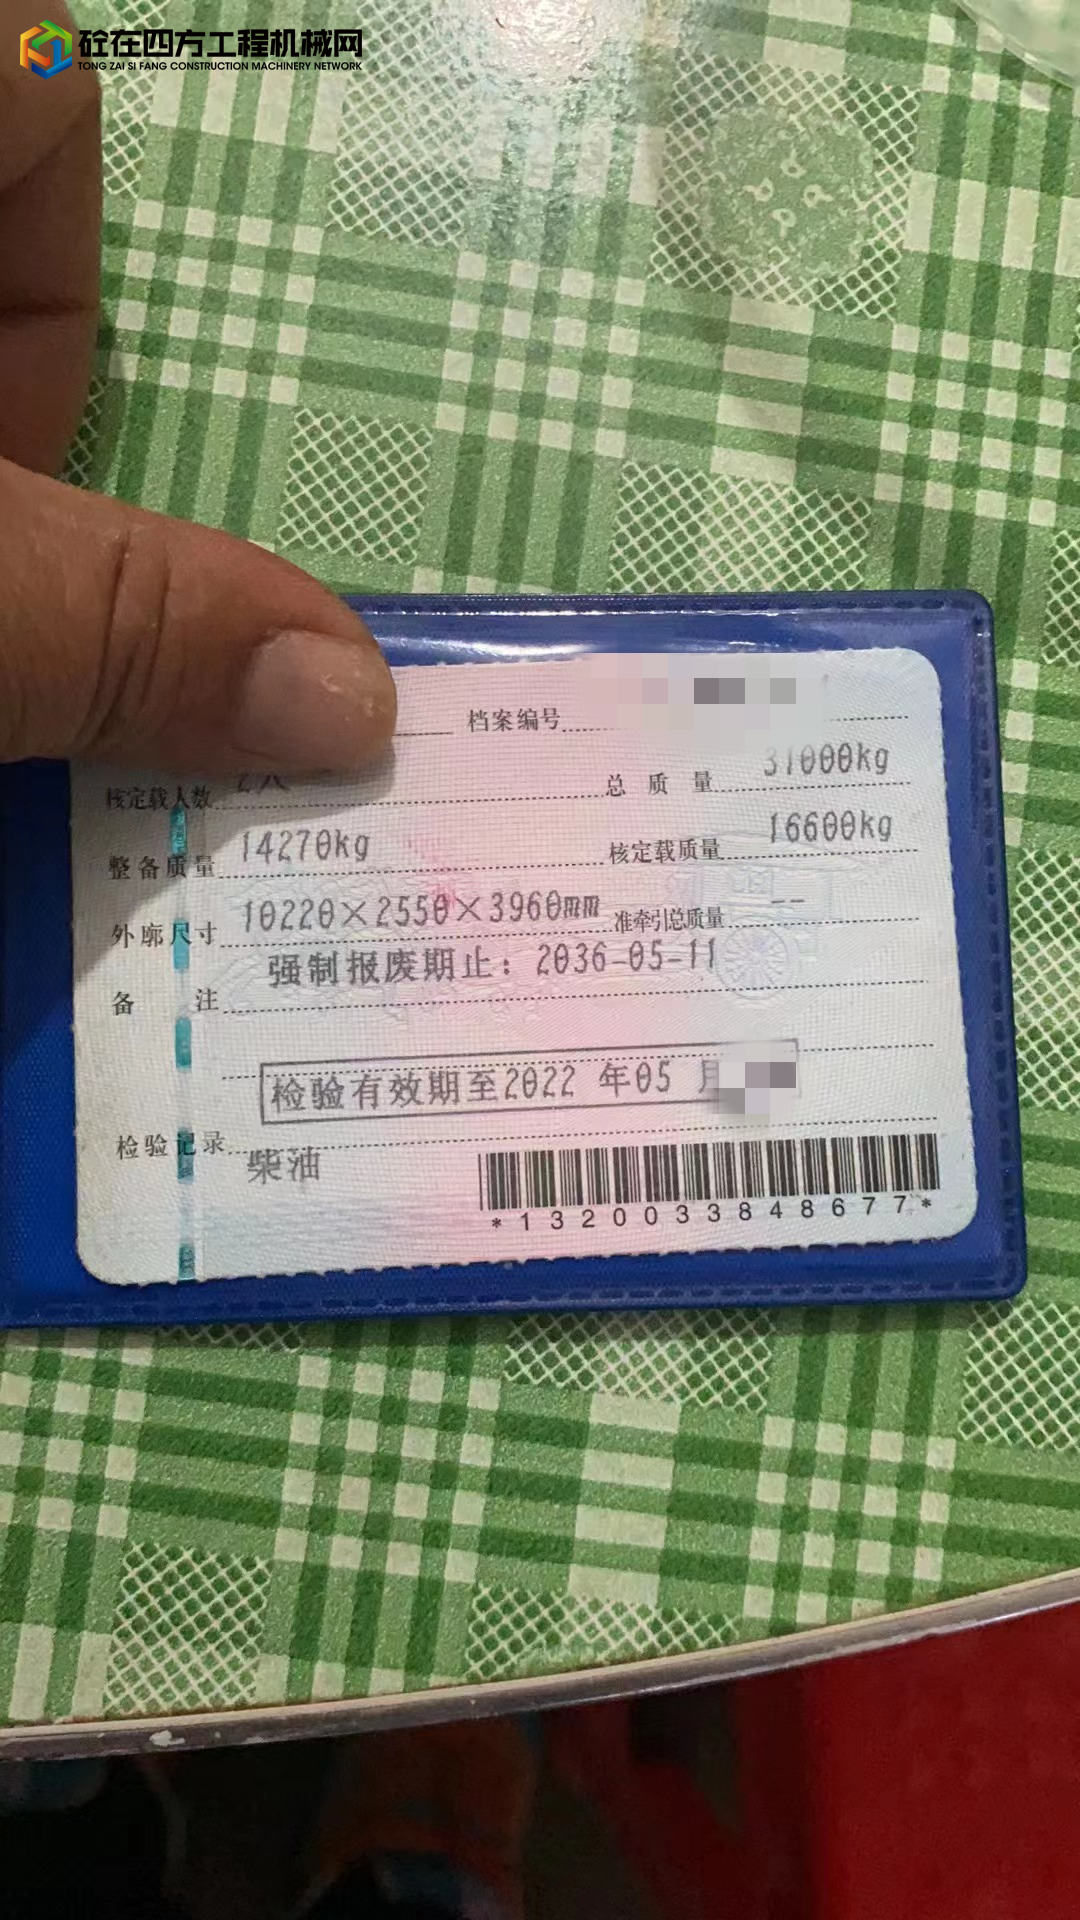 砼在四方工程机械网
TONG ZAI SI FANG CONSTRUCTION MACHINERY NETWORK
档案编号
核定载人数 2人 总质量 31000kg
整备质量 14270kg 核定载质量 16600kg
外廓尺寸 10220×2550×3960mm 准牵引总质量 --
备注 强制报废期止：2036-05-11
检验有效期至2022 年05 月
检验记录
柴油
*1320033848677*